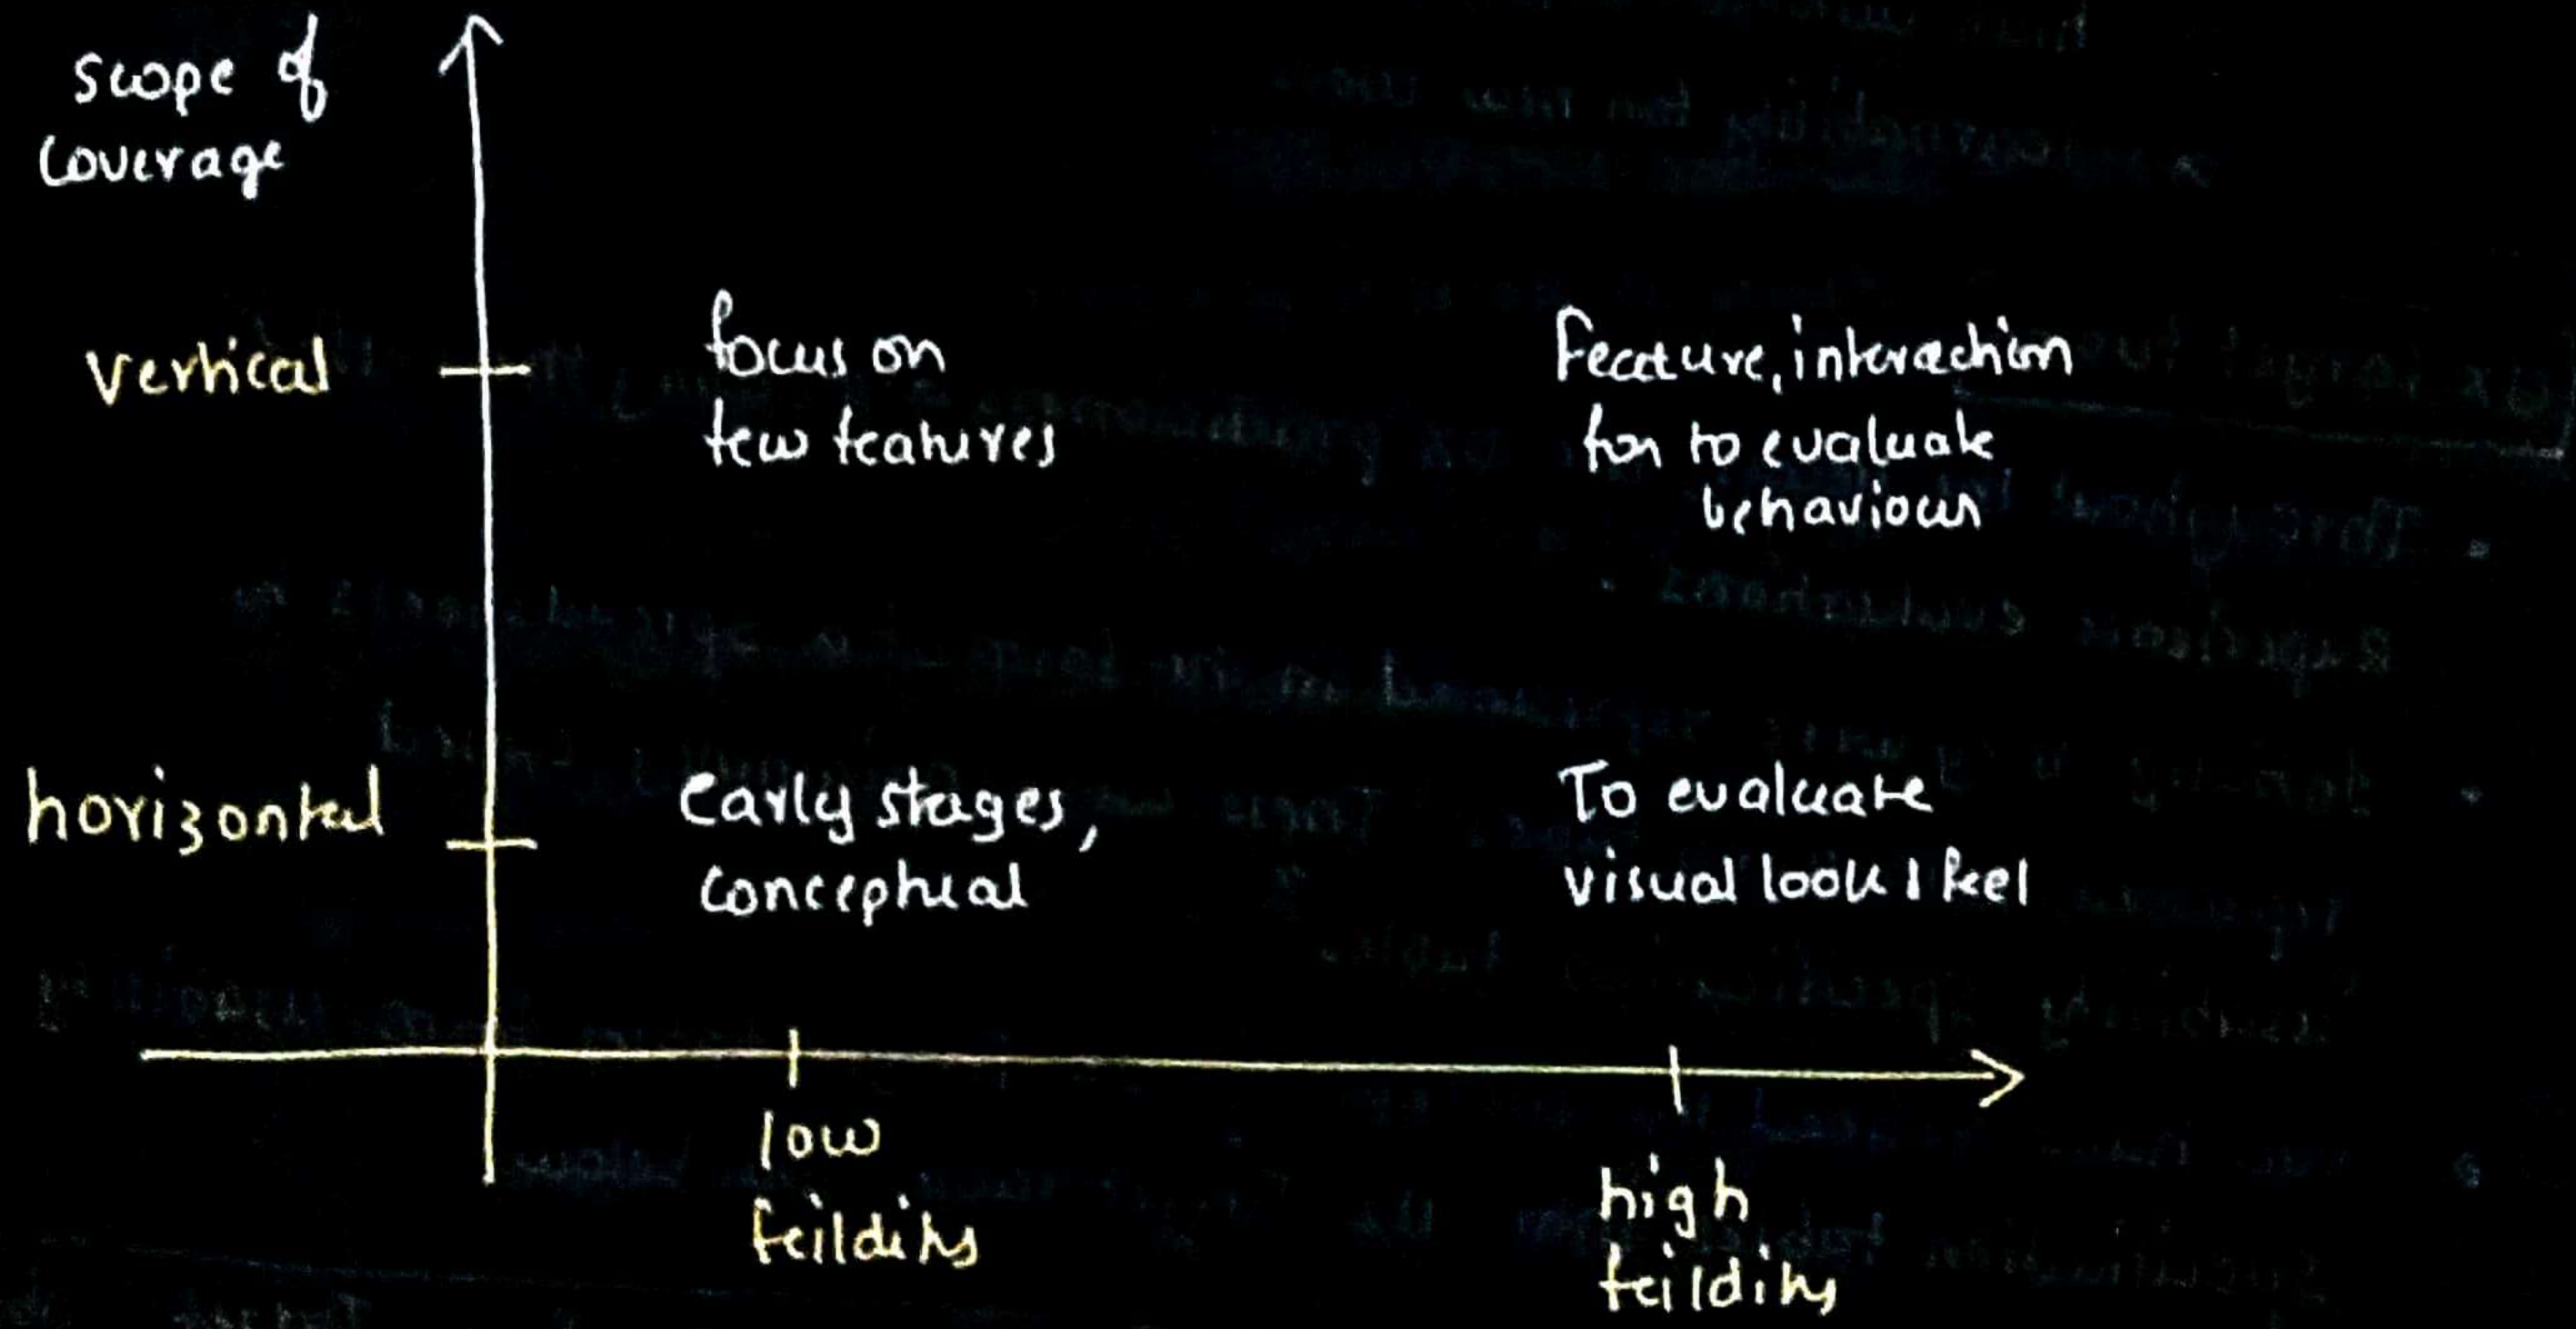 scope of
coverage
vertical
focus on
few features
Feature, interaction
for to evaluate
behaviour
horizontal
Early stages,
conceptual
To evaluate
visual look | feel
low
feildity
high
feildity